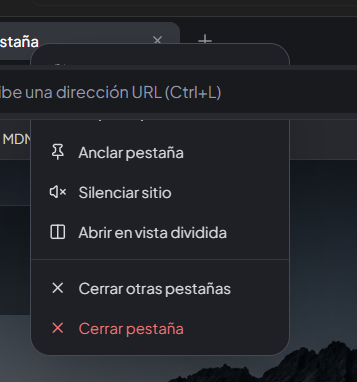 estaña
ibe una dirección URL (Ctrl+L)
MDN
Anclar pestaña
Silenciar sitio
Abrir en vista dividida
Cerrar otras pestañas
Cerrar pestaña